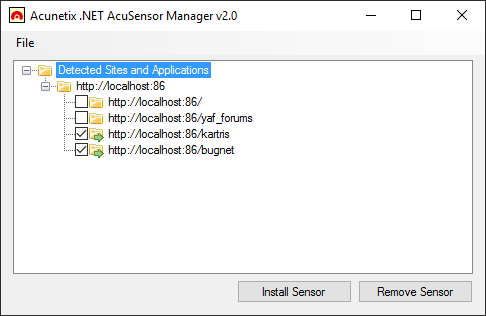 Acunetix .NET AcuSensor Manager v2.0
File
Detected Sites and Applications
http://localhost:86
http://localhost:86/
http://localhost:86/yaf_forums
http://localhost:86/kartris
http://localhost:86/bugnet
Install Sensor
Remove Sensor